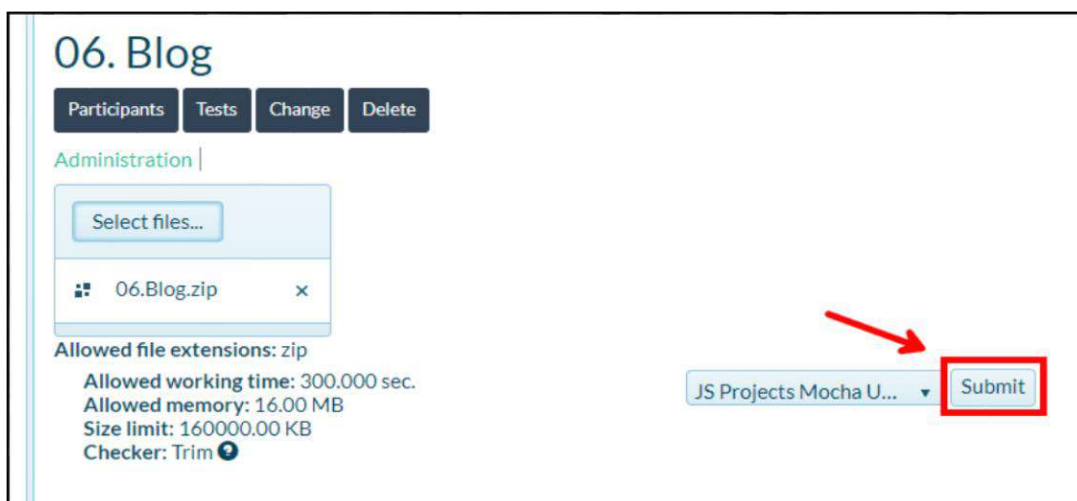 06. Blog
Participants Tests Change Delete
Administration |
Select files...
06.Blog.zip ×
Allowed file extensions: zip
Allowed working time: 300.000 sec.
Allowed memory: 16.00 MB
Size limit: 160000.00 KB
Checker: Trim ?
JS Projects Mocha U... ▾ Submit